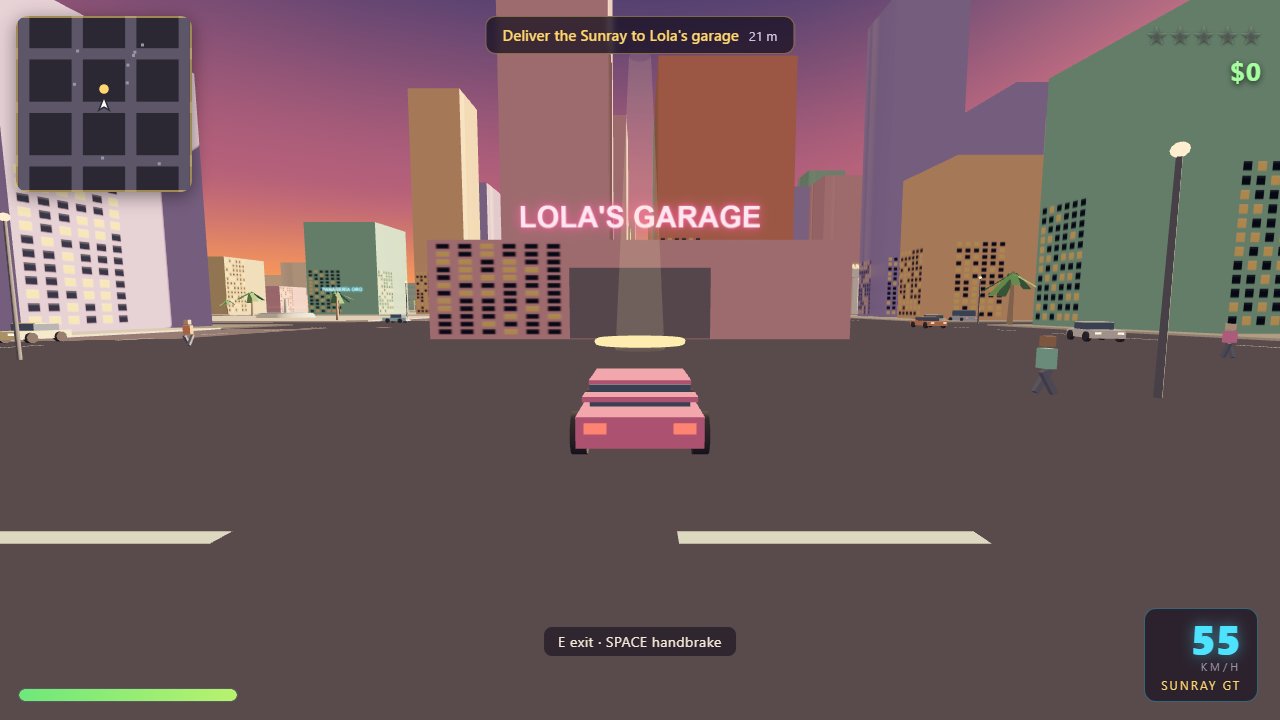 Deliver the Sunray to Lola's garage 21 m
$0
LOLA'S GARAGE
E exit · SPACE handbrake
55
KM/H
SUNRAY GT